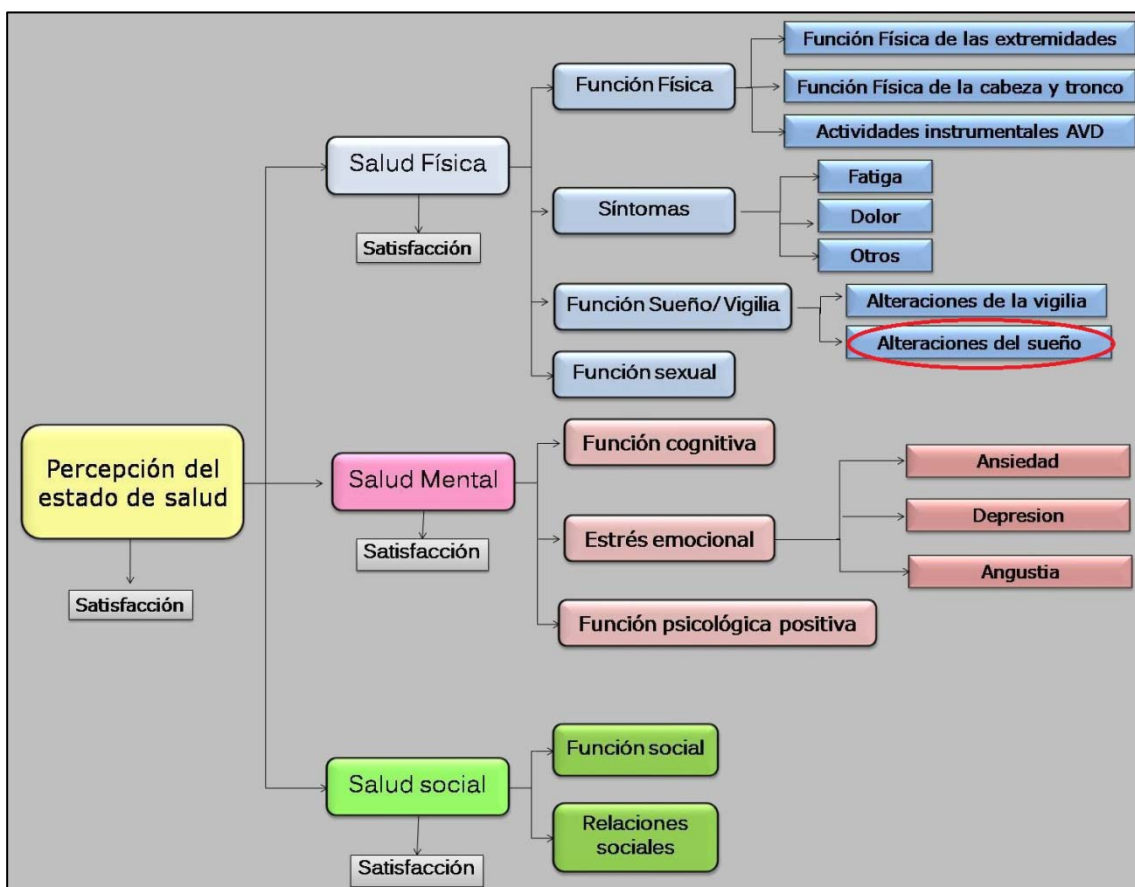 Función Física de las extremidades
Función Física
Función Física de la cabeza y tronco
Actividades instrumentales AVD
Salud Física
Satisfacción
Síntomas
Fatiga
Dolor
Otros
Función Sueño/Vigilia
Alteraciones de la vigilia
Alteraciones del sueño
Función sexual
Percepción del
estado de salud
Satisfacción
Salud Mental
Satisfacción
Función cognitiva
Estrés emocional
Ansiedad
Depresion
Angustia
Función psicológica positiva
Salud social
Satisfacción
Función social
Relaciones
sociales